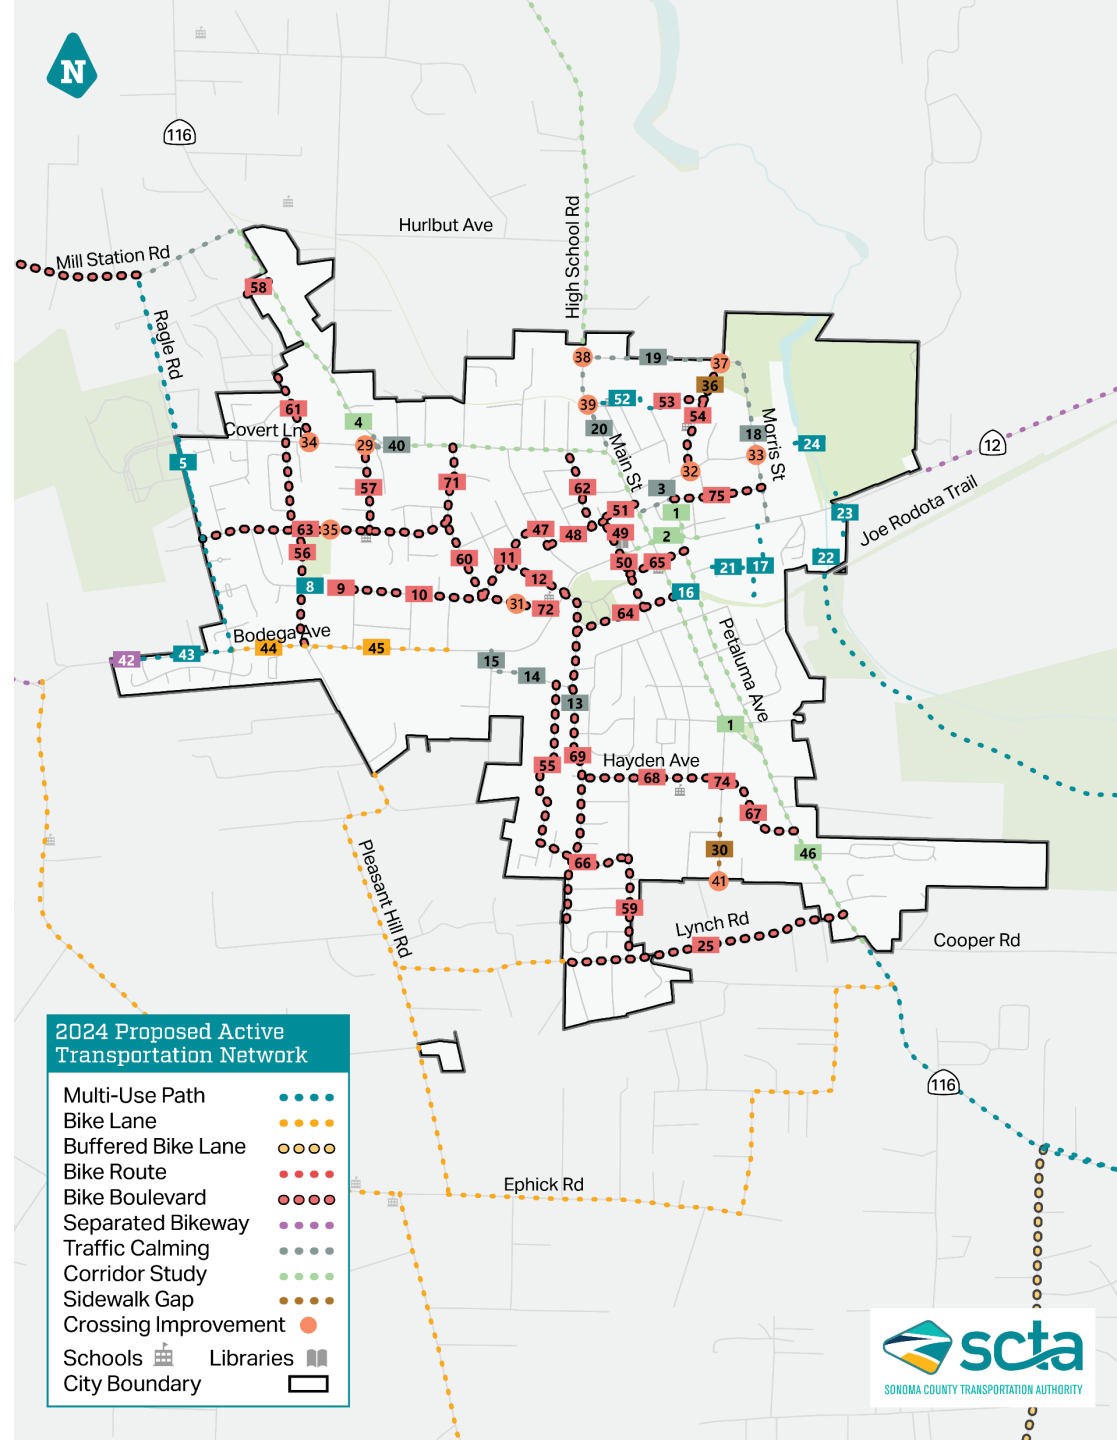 N
116
Hurlbut Ave
High School Rd
Mill Station Rd
58
Ragle Rd
38
19
37
36
52
53
39
54
61
4
20
18
Morris St
Covert Ln
34
29
40
Main St
33
24
12
5
32
57
71
62
3
75
51
1
23
Joe Rodota Trail
63
35
47
48
49
2
56
60
11
50
65
22
21
17
8
9
10
12
16
31
72
64
Bodega Ave
44
45
42
43
15
14
Petaluma Ave
13
1
55
69
Hayden Ave
68
74
67
30
46
66
41
Pleasant Hill Rd
59
Lynch Rd
25
Cooper Rd
116
Ephick Rd
2024 Proposed Active
Transportation Network
Multi-Use Path
Bike Lane
Buffered Bike Lane
Bike Route
Bike Boulevard
Separated Bikeway
Traffic Calming
Corridor Study
Sidewalk Gap
Crossing Improvement
Schools Libraries
City Boundary
scta
SONOMA COUNTY TRANSPORTATION AUTHORITY